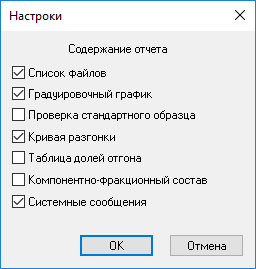 Настроки
Содержание отчета
Список файлов
Градуировочный график
Проверка стандартного образца
Кривая разгонки
Таблица долей отгона
Компонентно-фракционный состав
Системные сообщения
OK
Отмена